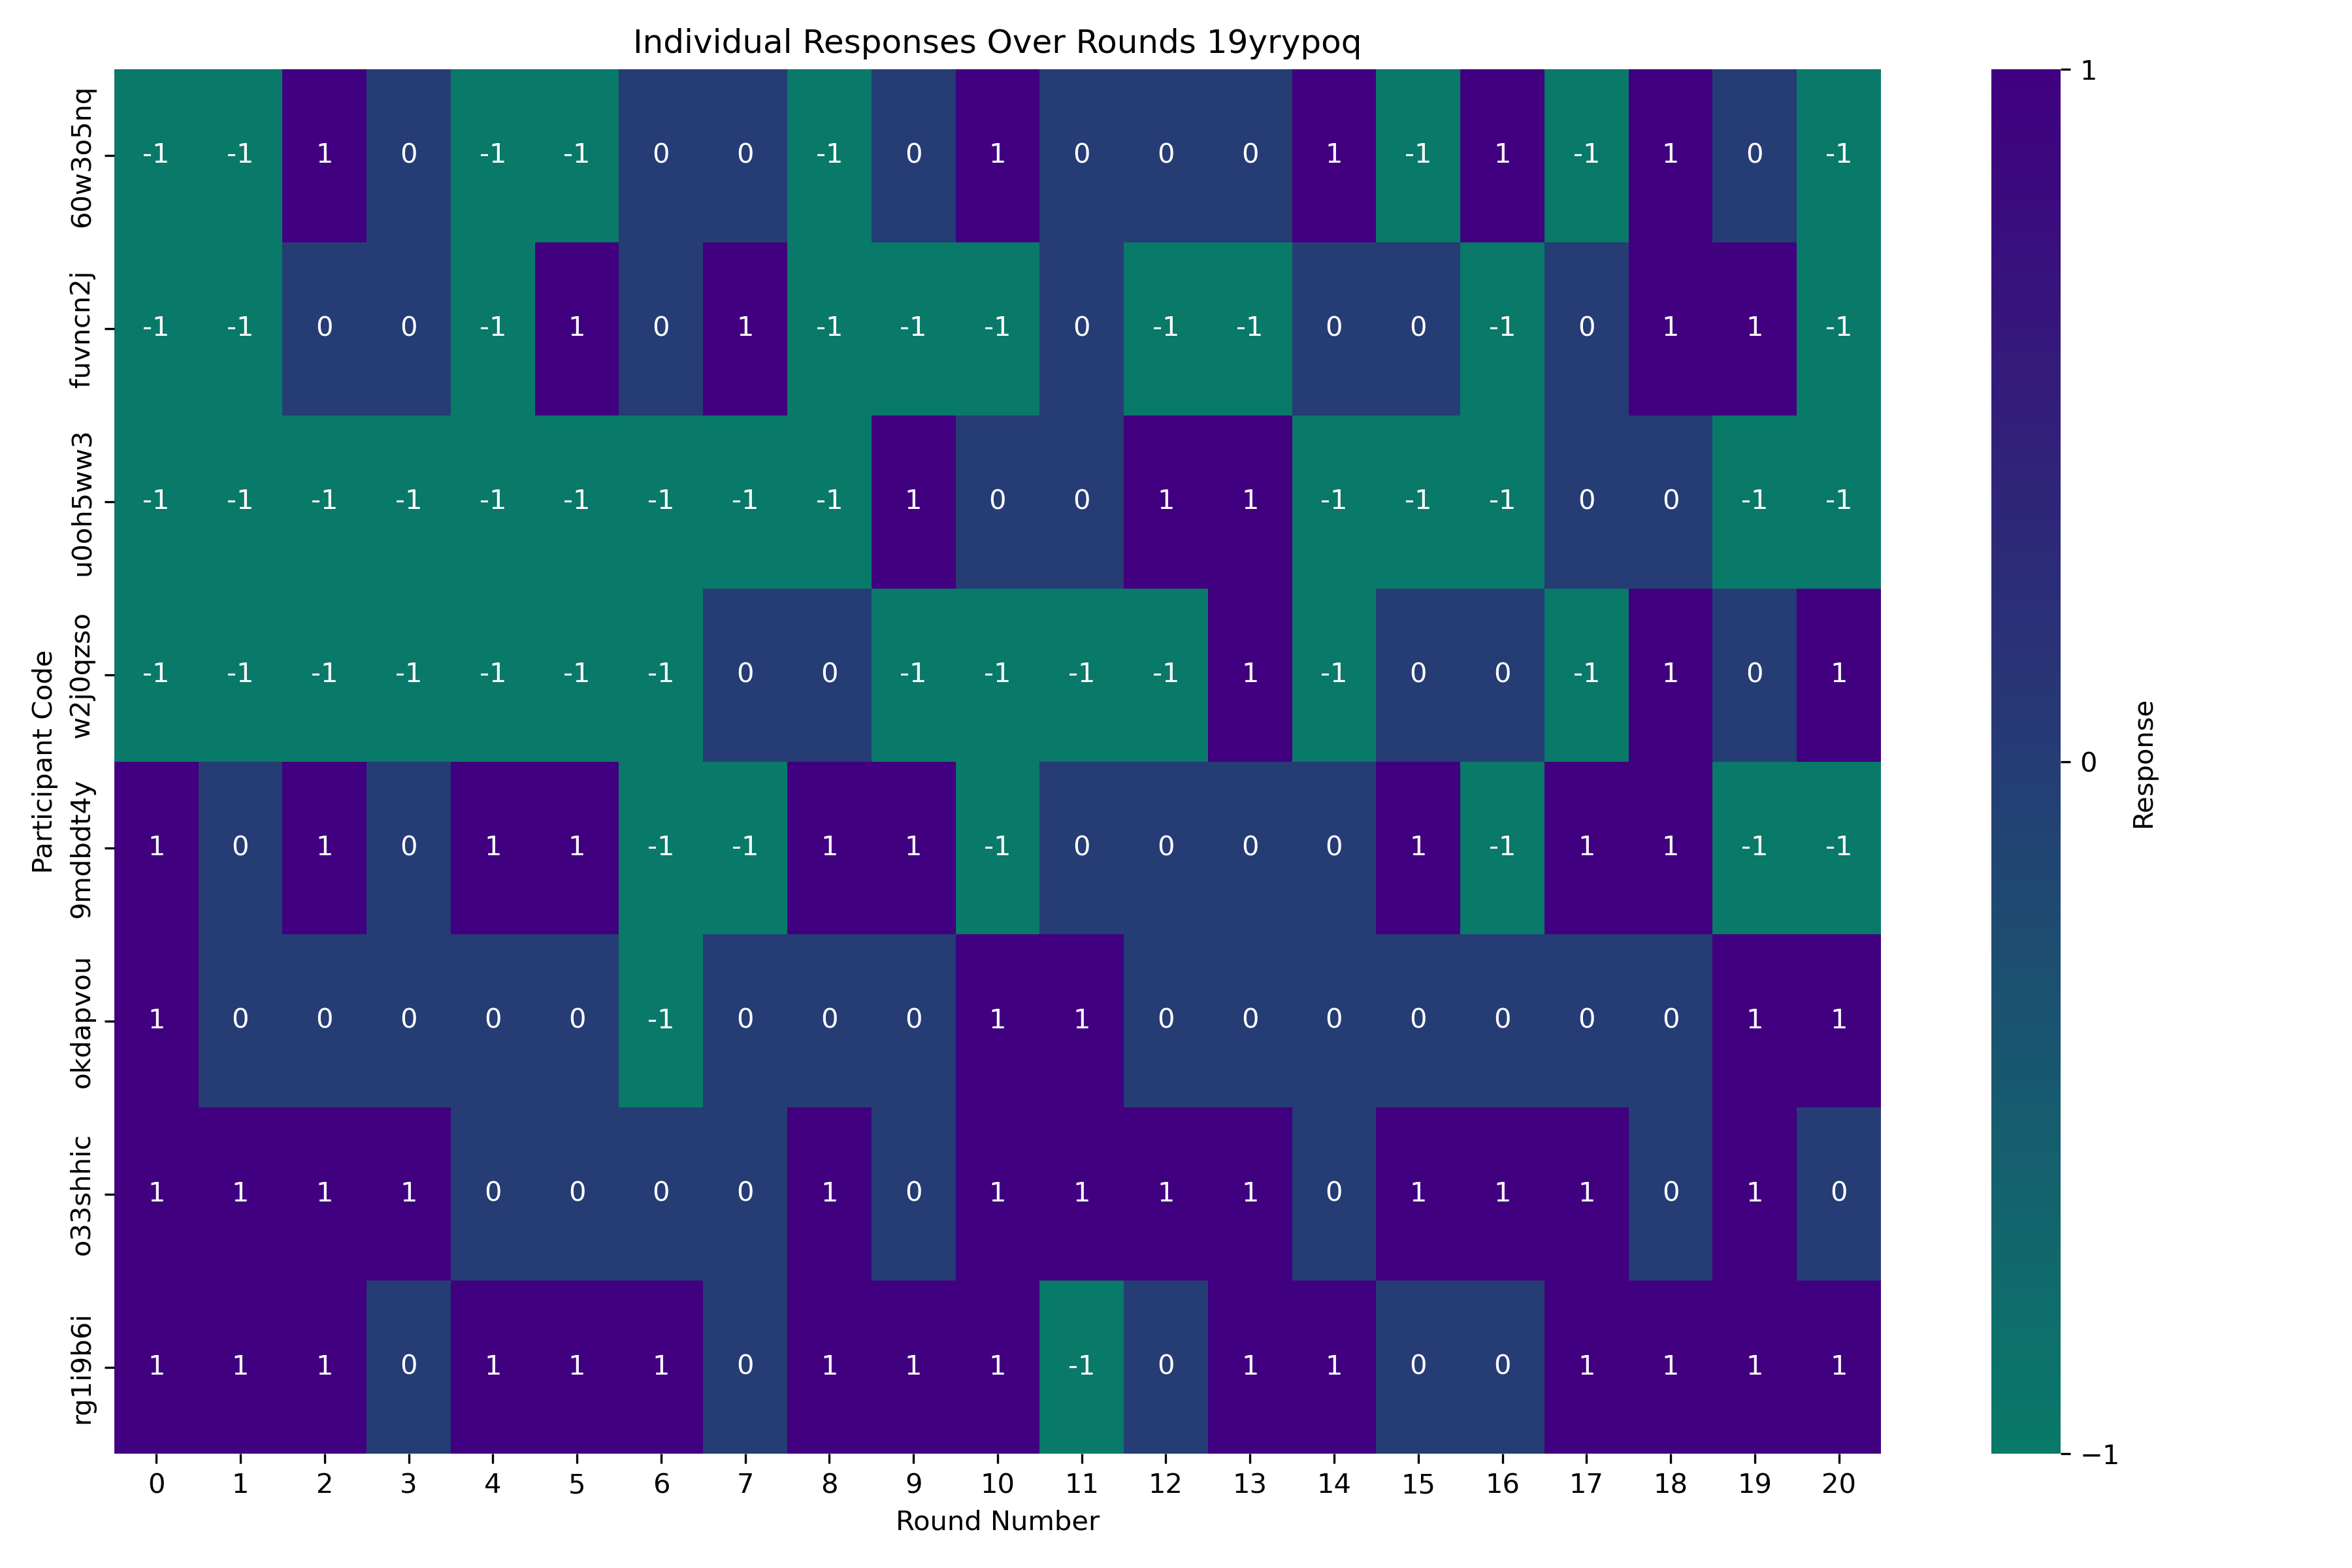 Individual Responses Over Rounds 19yrypoq
Participant Code
60w3o5nq -1 -1 1 0 -1 -1 0 0 -1 0 1 0 0 0 1 -1 1 -1 1 0 -1
fuvncn2j -1 -1 0 0 -1 1 0 1 -1 -1 -1 0 -1 -1 0 0 -1 0 1 1 -1
u0oh5ww3 -1 -1 -1 -1 -1 -1 -1 -1 -1 1 0 0 1 1 -1 -1 -1 0 0 -1 -1
w2j0qzso -1 -1 -1 -1 -1 -1 -1 0 0 -1 -1 -1 -1 1 -1 0 0 -1 1 0 1
9mdbdt4y 1 0 1 0 1 1 -1 -1 1 1 -1 0 0 0 0 1 -1 1 1 -1 -1
okdapvou 1 0 0 0 0 0 -1 0 0 0 1 1 0 0 0 0 0 0 0 1 1
o33shhic 1 1 1 1 0 0 0 0 1 0 1 1 1 1 0 1 1 1 0 1 0
rg1i9b6i 1 1 1 0 1 1 1 0 1 1 1 -1 0 1 1 0 0 1 1 1 1
0 1 2 3 4 5 6 7 8 9 10 11 12 13 14 15 16 17 18 19 20
Round Number
1
0
−1
Response